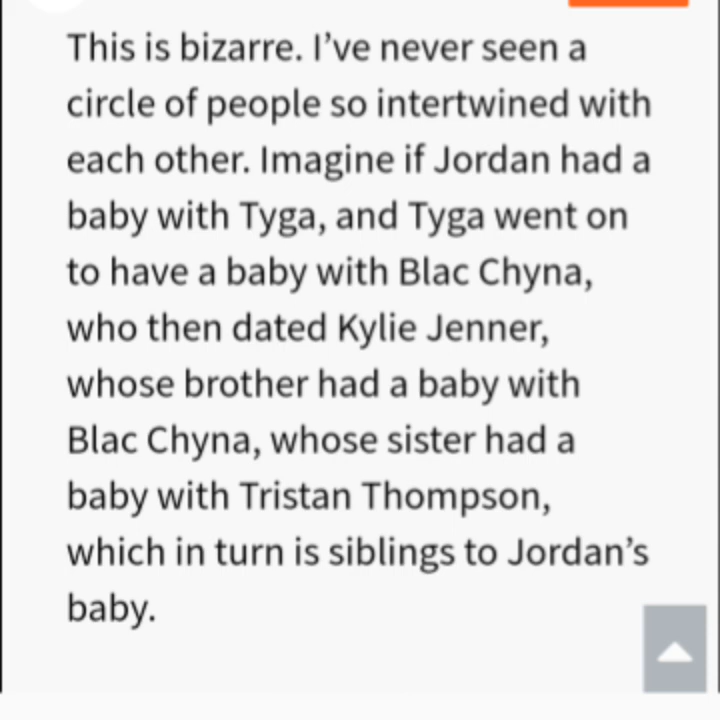 This is bizarre. I’ve never seen a
circle of people so intertwined with
each other. Imagine if Jordan had a
baby with Tyga, and Tyga went on
to have a baby with Blac Chyna,
who then dated Kylie Jenner,
whose brother had a baby with
Blac Chyna, whose sister had a
baby with Tristan Thompson,
which in turn is siblings to Jordan’s
baby.